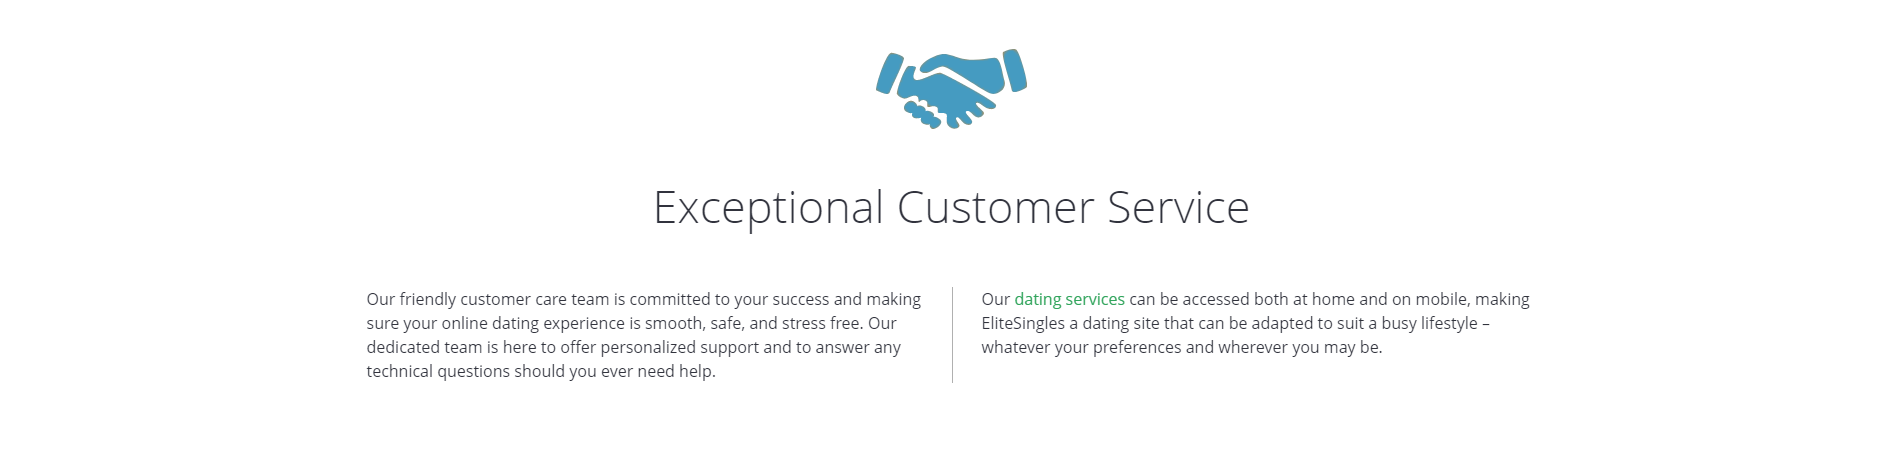 Exceptional Customer Service
Our friendly customer care team is committed to your success and making
sure your online dating experience is smooth, safe, and stress free. Our
dedicated team is here to offer personalized support and to answer any
technical questions should you ever need help.
Our dating services can be accessed both at home and on mobile, making
EliteSingles a dating site that can be adapted to suit a busy lifestyle –
whatever your preferences and wherever you may be.